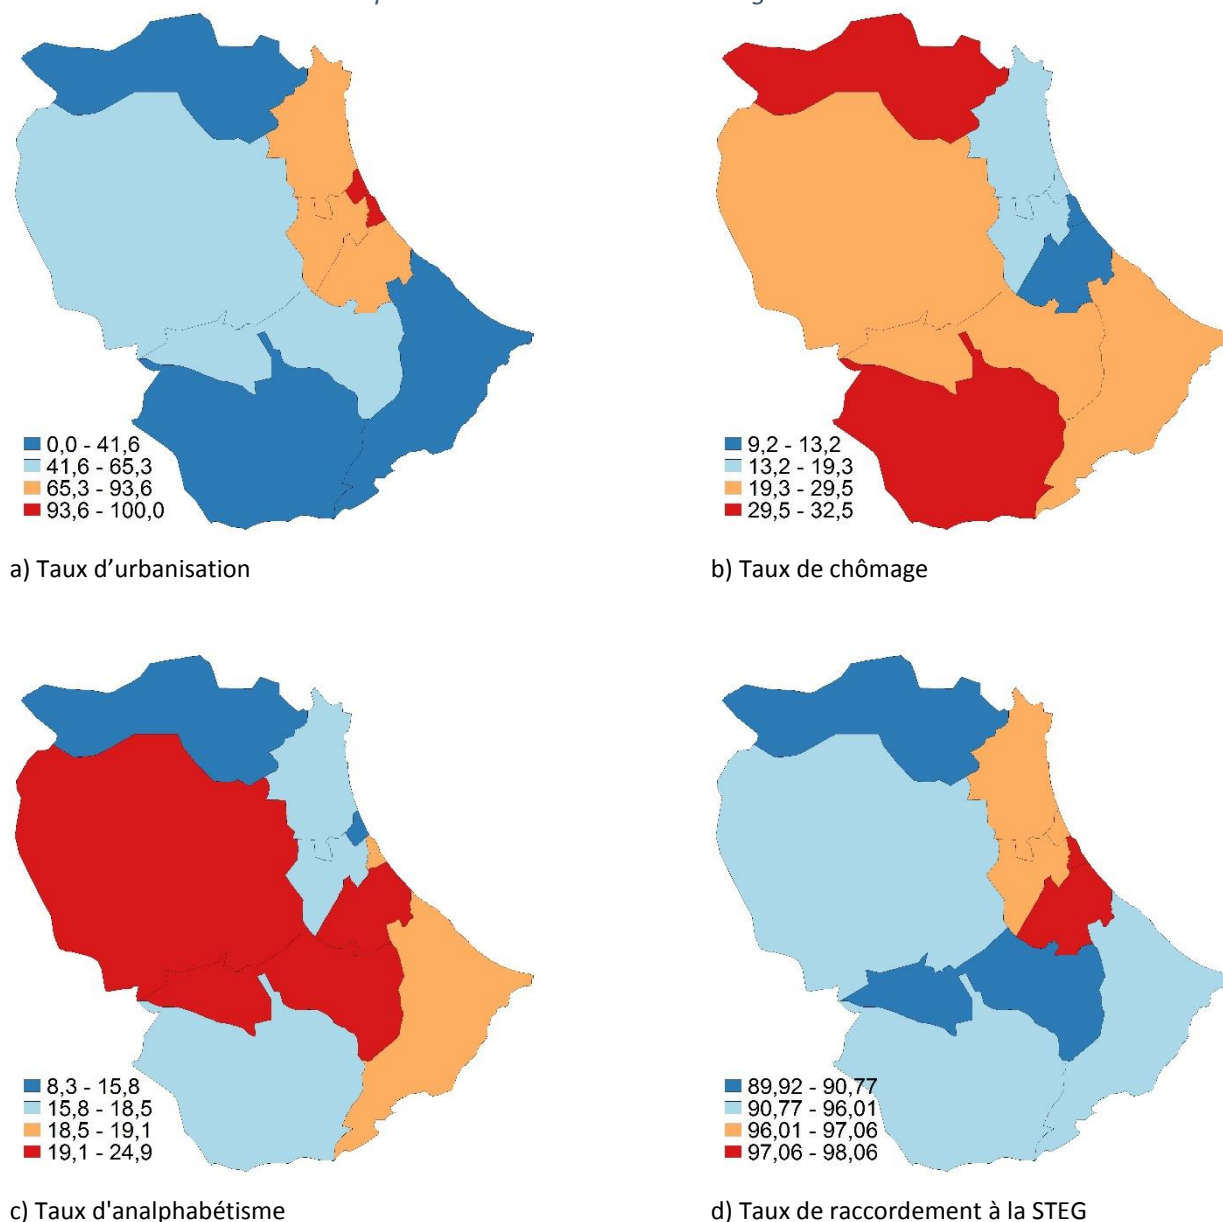 0,0 - 41,6
41,6 - 65,3
65,3 - 93,6
93,6 - 100,0
a) Taux d’urbanisation
9,2 - 13,2
13,2 - 19,3
19,3 - 29,5
29,5 - 32,5
b) Taux de chômage
8,3 - 15,8
15,8 - 18,5
18,5 - 19,1
19,1 - 24,9
c) Taux d'analphabétisme
89,92 - 90,77
90,77 - 96,01
96,01 - 97,06
97,06 - 98,06
d) Taux de raccordement à la STEG